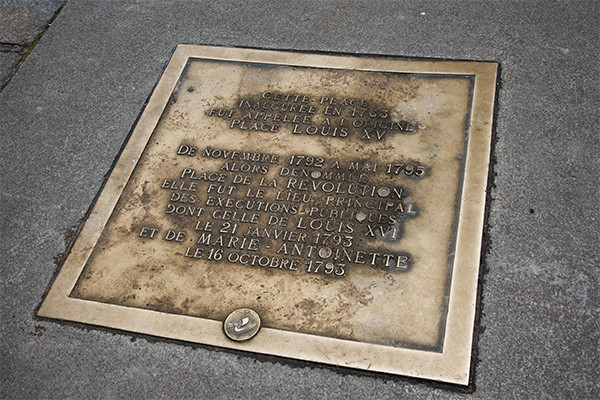 CETTE PLACE
INAUGURÉE EN 1763
FUT APPELÉE A L'ORIGINE
PLACE LOUIS XV
DE NOVEMBRE 1792 A MAI 1795
ALORS DÉNOMMÉE
PLACE DE LA RÉVOLUTION
ELLE FUT LE LIEU PRINCIPAL
DES EXÉCUTIONS PUBLIQUES
DONT CELLE DE LOUIS XVI
LE 21 JANVIER 1793
ET DE MARIE-ANTOINETTE
LE 16 OCTOBRE 1793